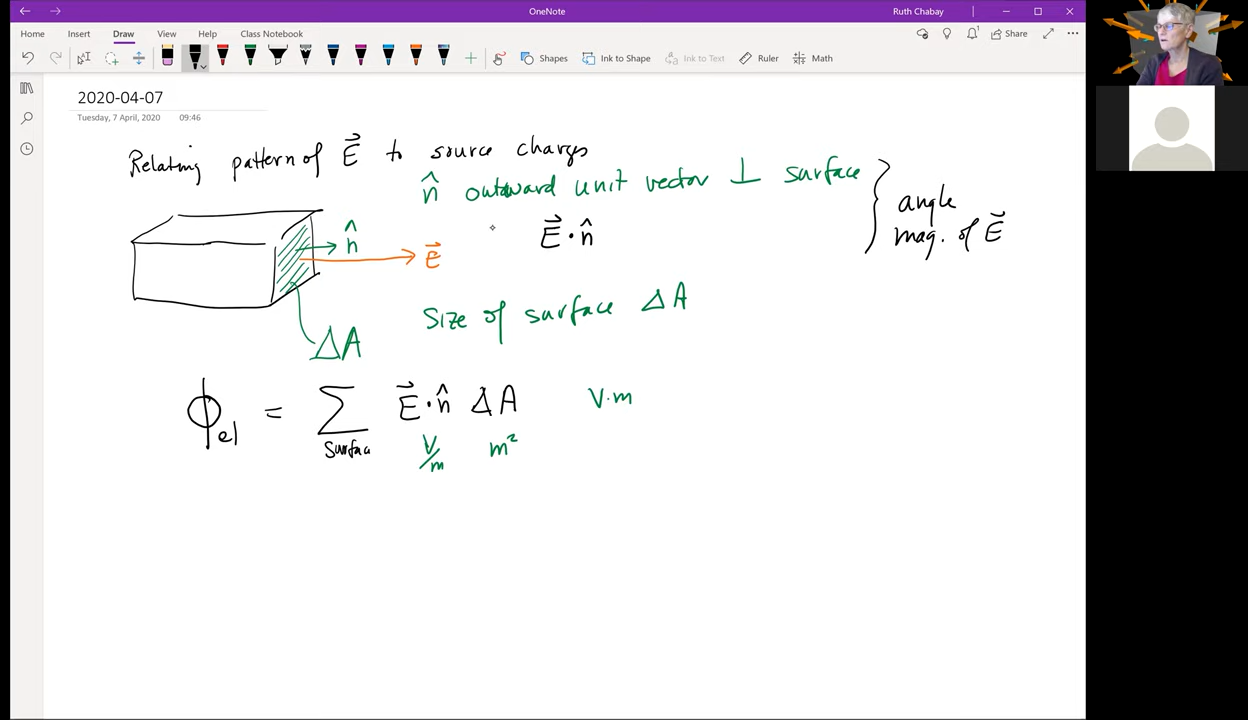 OneNote
Ruth Chabay
Home Insert Draw View Help Class Notebook
Share
Shapes Ink to Shape Ink to Text Ruler Math
2020-04-07
Tuesday, 7 April, 2020 09:46
Relating pattern of E⃗ to source charges
n̂ outward unit vector ⊥ surface
angle
mag. of E⃗
n̂
E⃗ · n̂
E⃗
Size of surface ΔA
ΔA
ϕel = Σ E⃗ · n̂ ΔA V·m
Surfac V/m m²